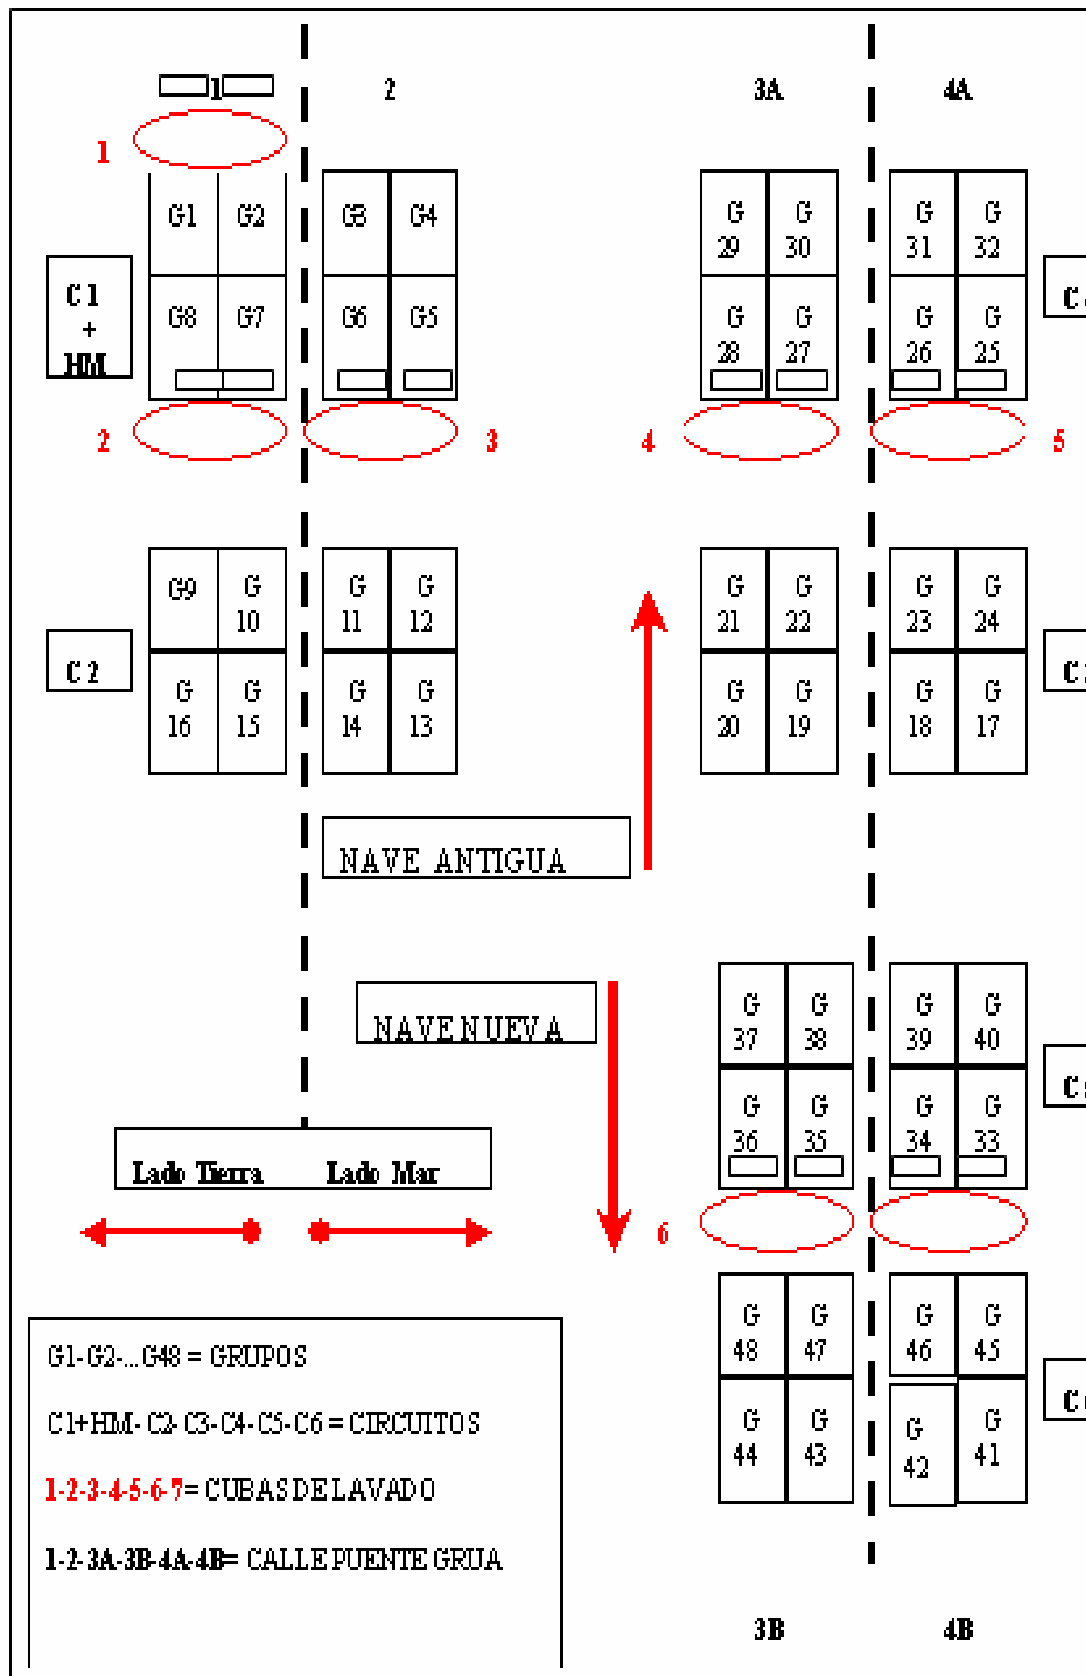 1 2 3A 4A
1
G1 G2 G3 G4 G 29 G 30 G 31 G 32
C1 + HM
G8 G7 G6 G5 G 28 G 27 G 26 G 25
C
2 3 4 5
G9 G 10 G 11 G 12 G 21 G 22 G 23 G 24
C2
G 16 G 15 G 14 G 13 G 20 G 19 G 18 G 17
C
NAVE ANTIGUA
NAVE NUEVA
G 37 G 38 G 39 G 40
C
G 36 G 35 G 34 G 33
Lado Tierra Lado Mar
6
G 48 G 47 G 46 G 45
C
G 44 G 43 G 42 G 41
G1-G2-...G48 = GRUPOS
C1+HM- C2-C3-C4-C5-C6 = CIRCUITOS
1-2-3-4-5-6-7= CUBAS DE LAVADO
1-2-3A-3B-4A-4B= CALLE PUENTE GRUA
3B 4B